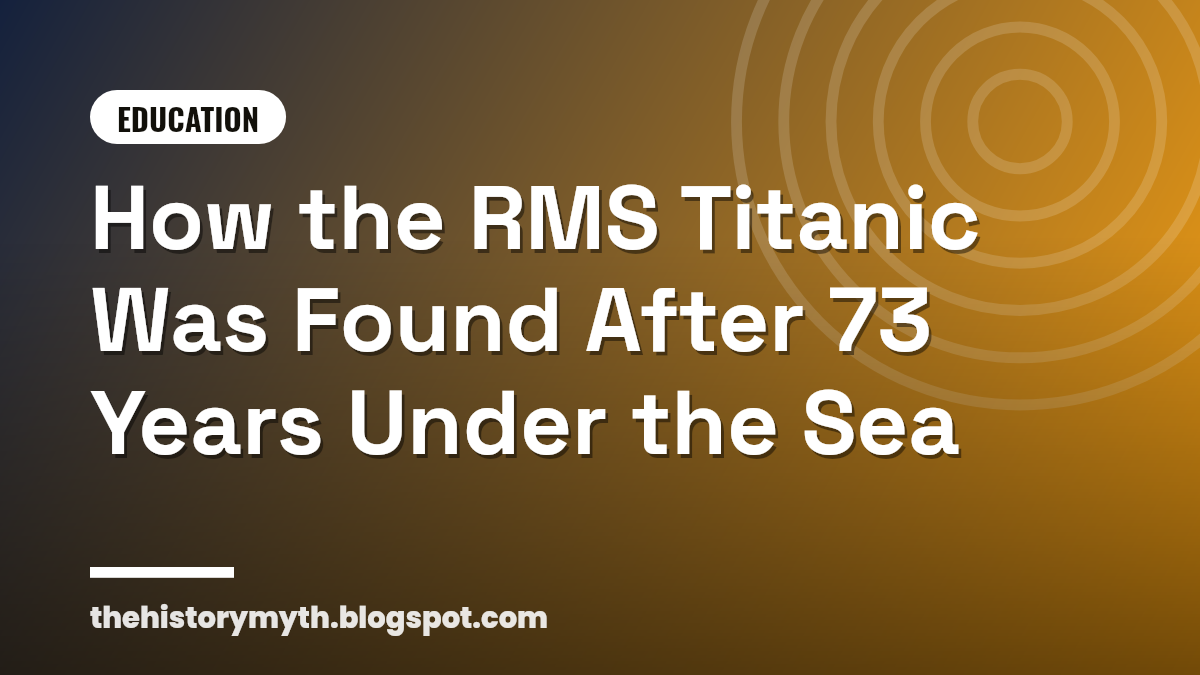 EDUCATION
How the RMS Titanic
Was Found After 73
Years Under the Sea
thehistorymyth.blogspot.com